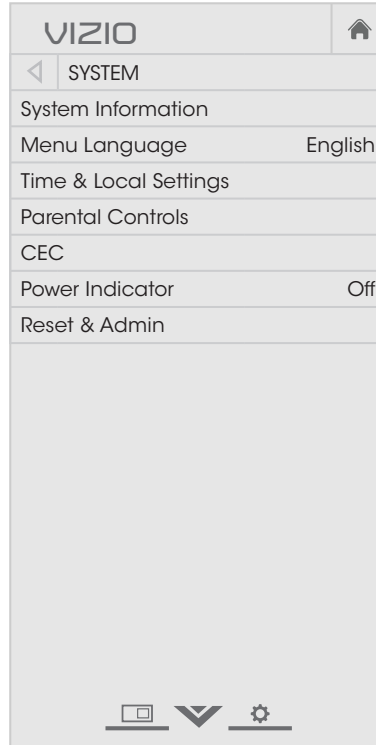 VIZIO
SYSTEM
System Information
Menu Language English
Time & Local Settings
Parental Controls
CEC
Power Indicator Off
Reset & Admin